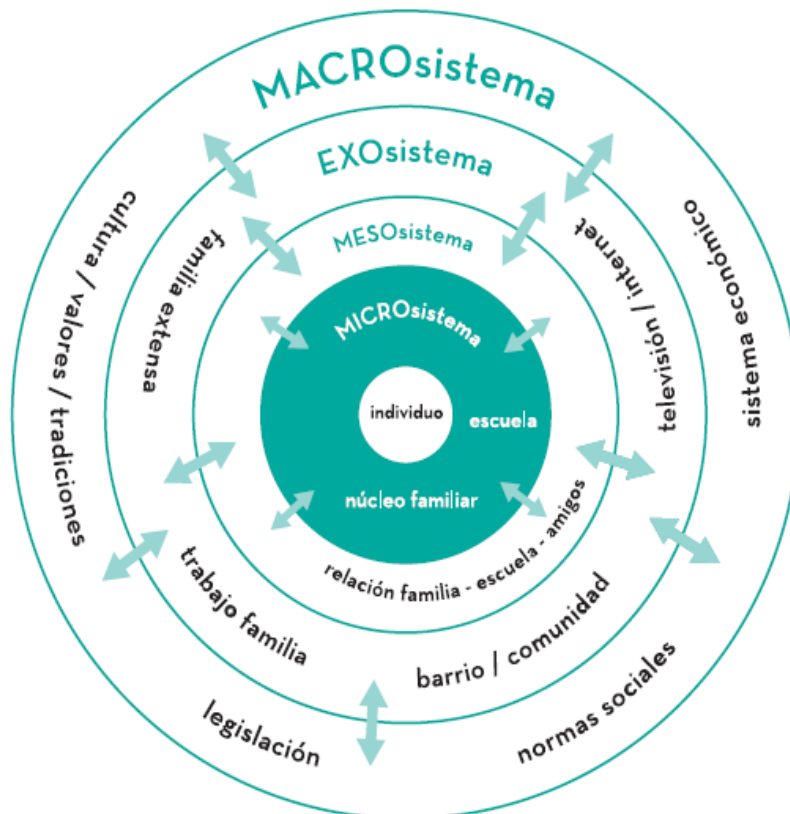 MACROsistema
EXOsistema
MESOsistema
MICROsistema
individuo
escuela
núcleo familiar
relación familia - escuela - amigos
familia extensa
televisión / internet
trabajo familia
barrio / comunidad
cultura / valores / tradiciones
sistema económico
legislación
normas sociales